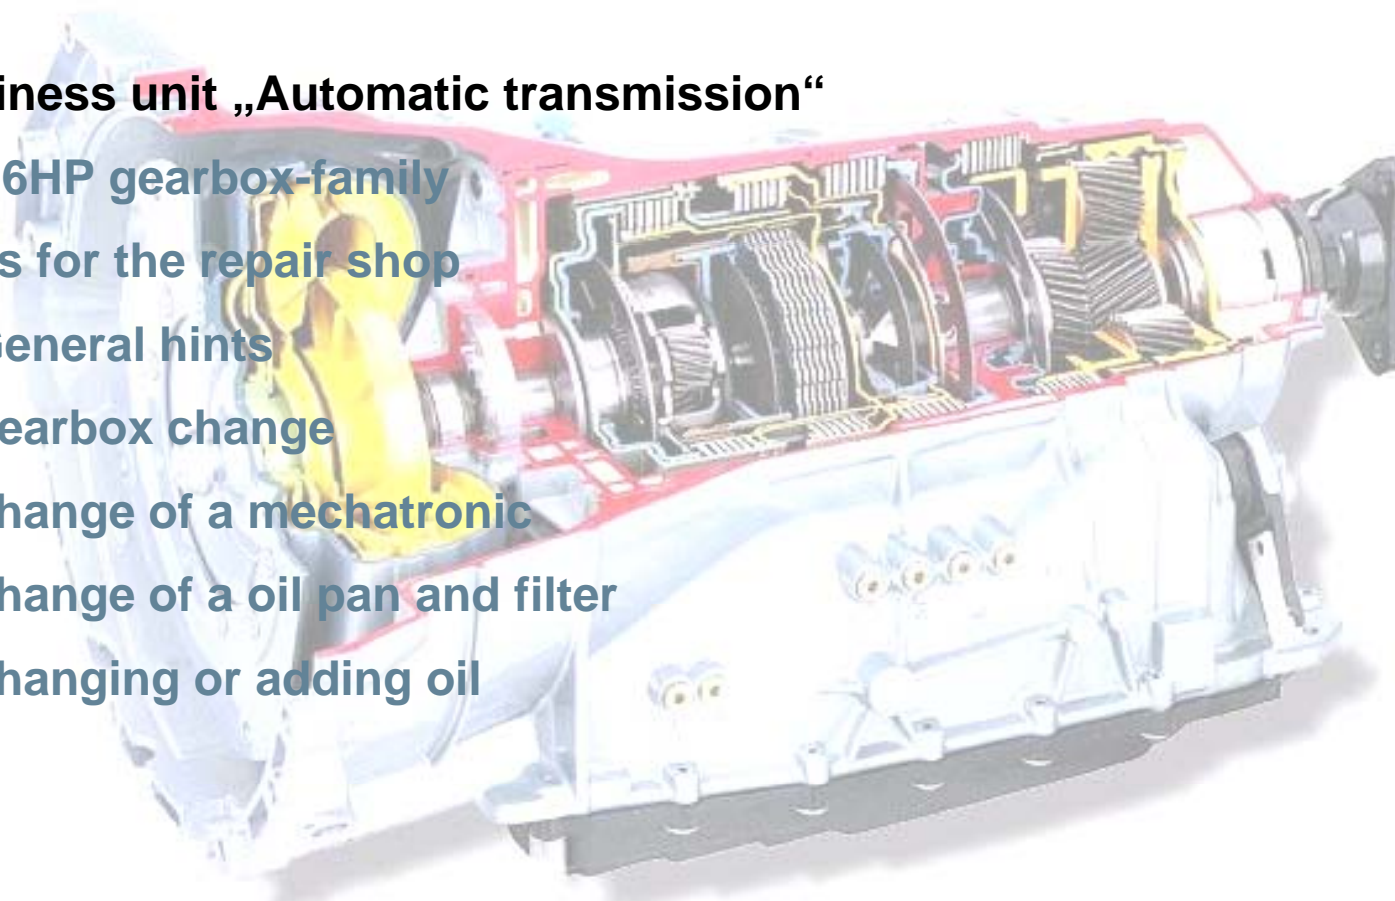 iness unit „Automatic transmission“
6HP gearbox-family
s for the repair shop
eneral hints
earbox change
hange of a mechatronic
hange of a oil pan and filter
hanging or adding oil